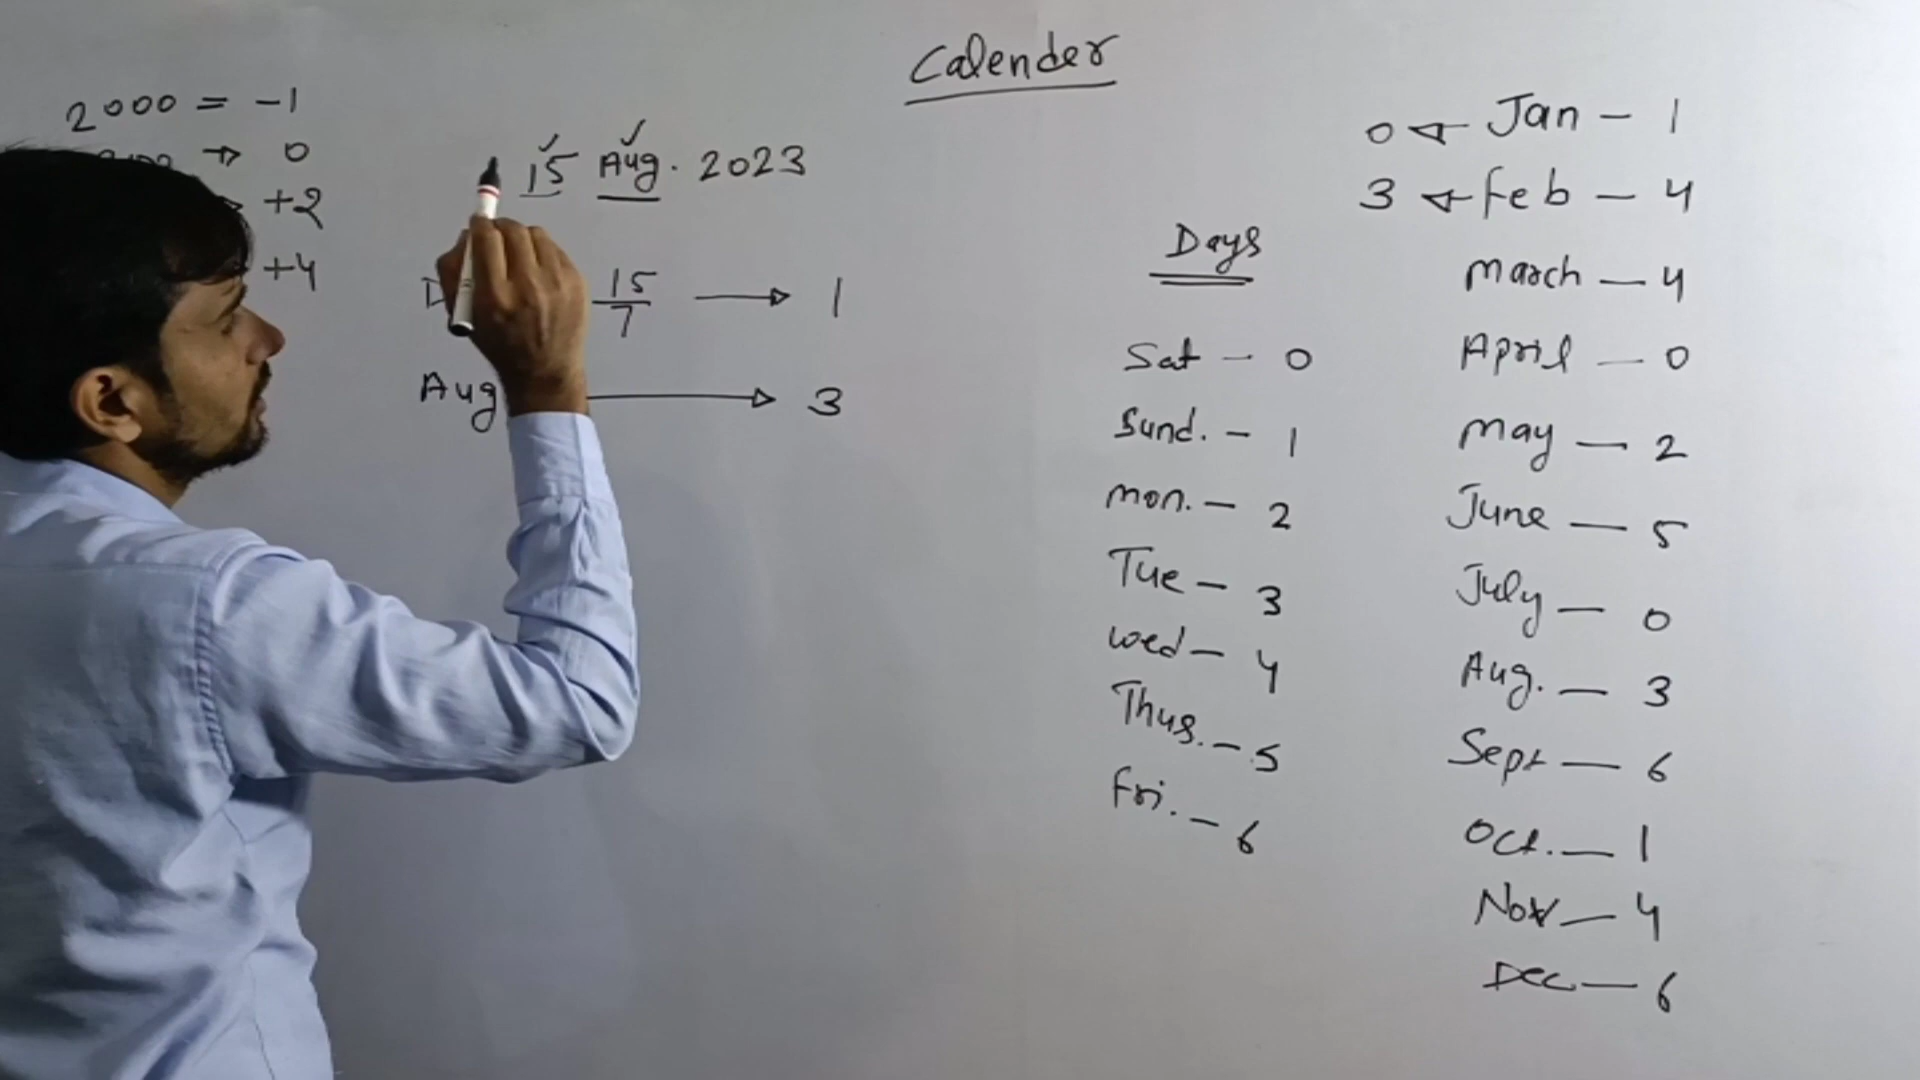 Calender
2000 = -1
→ 0
+2
+4
15 Aug. 2023
15/7 → 1
Aug → 3
Days
Sat - 0
Sund. - 1
Mon. - 2
Tue - 3
Wed - 4
Thus. - 5
Fri. - 6
0 ← Jan - 1
3 ← Feb - 4
March - 4
April - 0
May - 2
June - 5
July - 0
Aug. - 3
Sept - 6
Oct. - 1
Nov - 4
Dec - 6